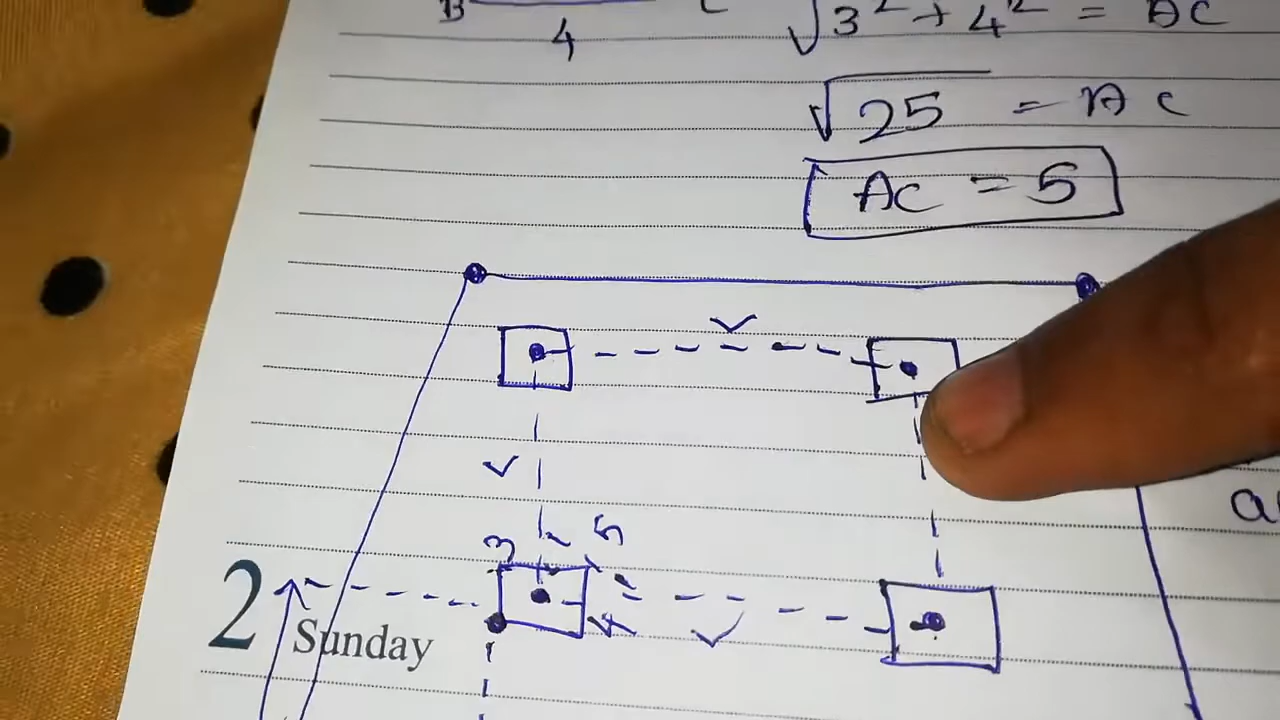 B C
4
√3² + 4² = AC
√25 = AC
AC = 5
3 5
4
2
Sunday